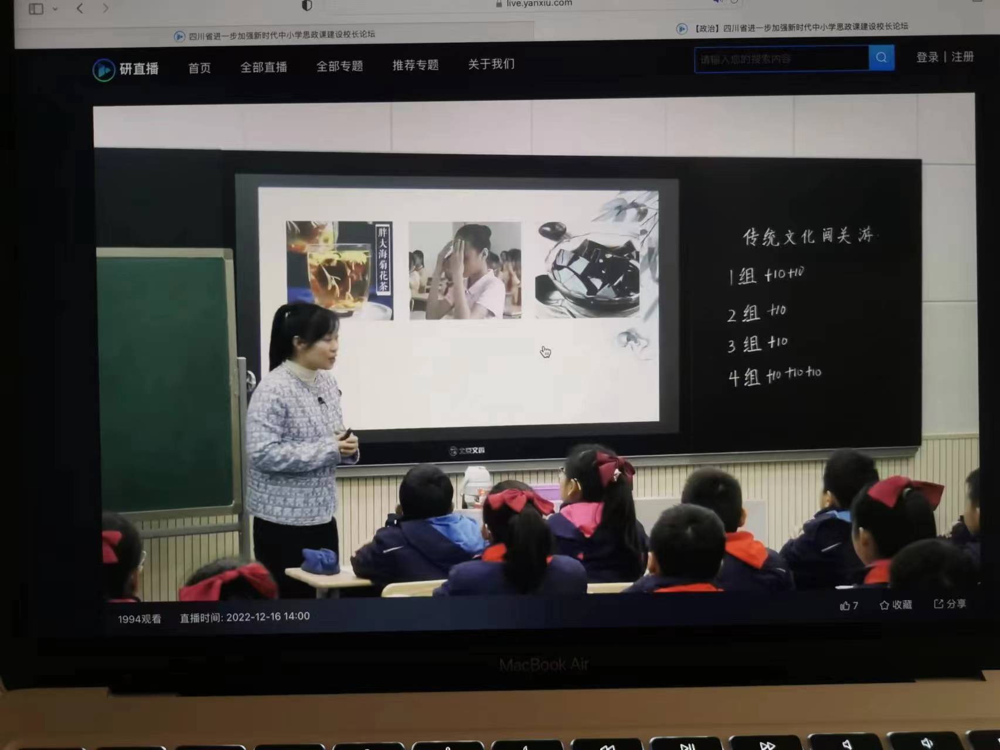 live.yanxiu.com
四川省进一步加强新时代中小学思政课建设校长论坛
【政治】四川省进一步加强新时代中小学思政课建设校长论坛
研直播 首页 全部直播 全部专题 推荐专题 关于我们
请输入您的搜索内容
登录 | 注册
胖大海菊花茶
传统文化闯关游
1组 +10+10
2组 +10
3组 +10
4组 +10+10+10
1994观看 直播时间: 2022-12-16 14:00
7 收藏 分享
MacBook Air